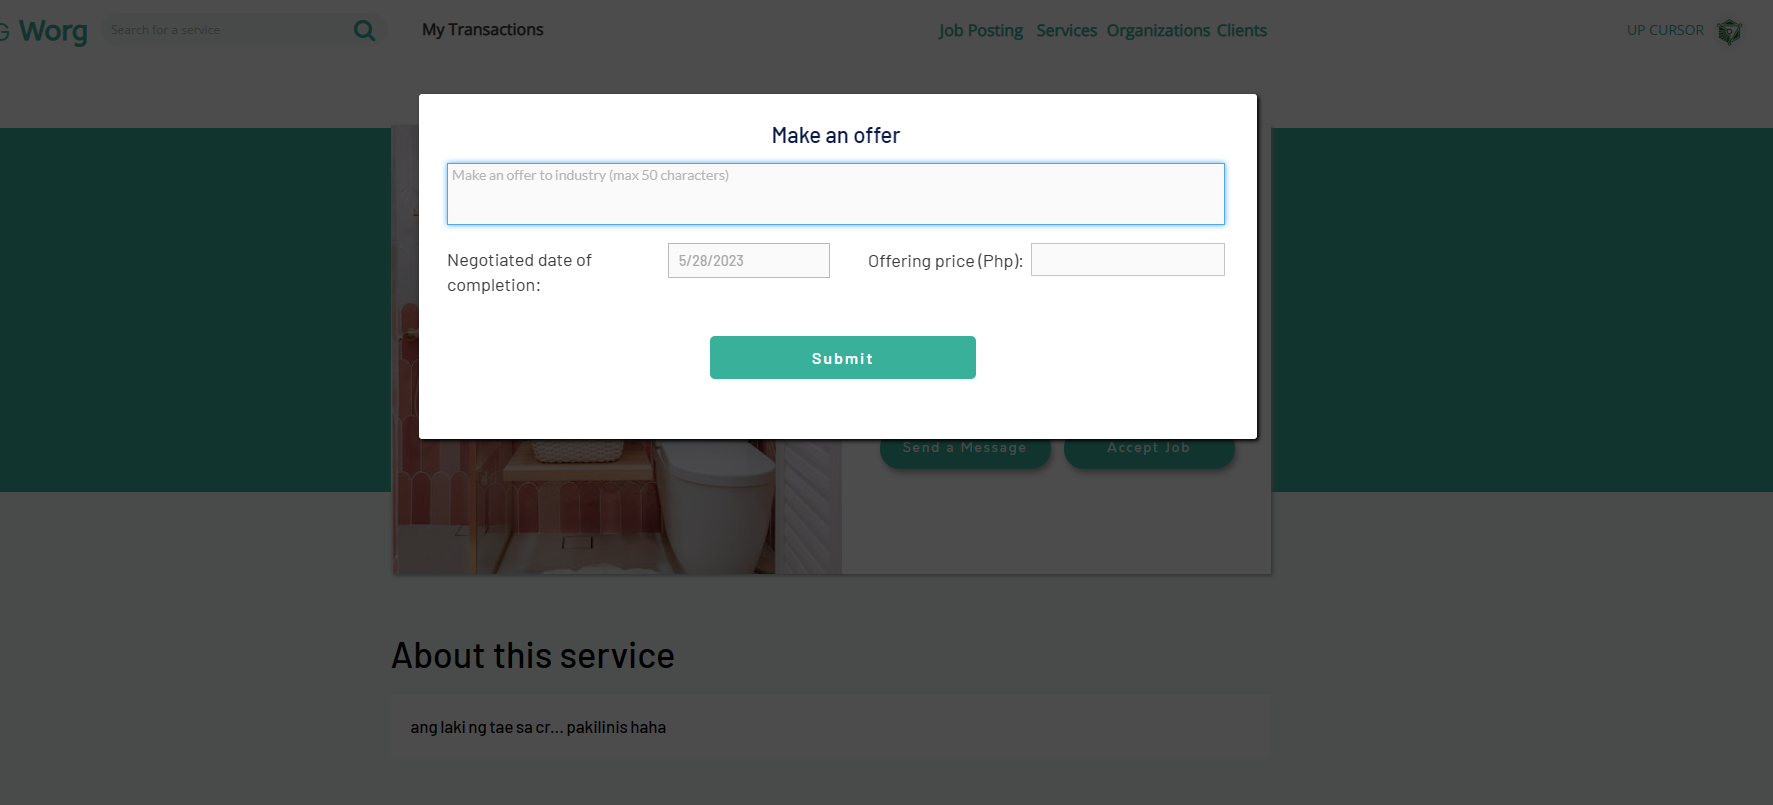 G Worg
Search for a service
My Transactions
Job Posting Services Organizations Clients
UP CURSOR
Make an offer
Make an offer to industry (max 50 characters)
Negotiated date of
completion:
5/28/2023
Offering price (Php):
Submit
Send a Message
Accept Job
About this service
ang laki ng tae sa cr... pakilinis haha